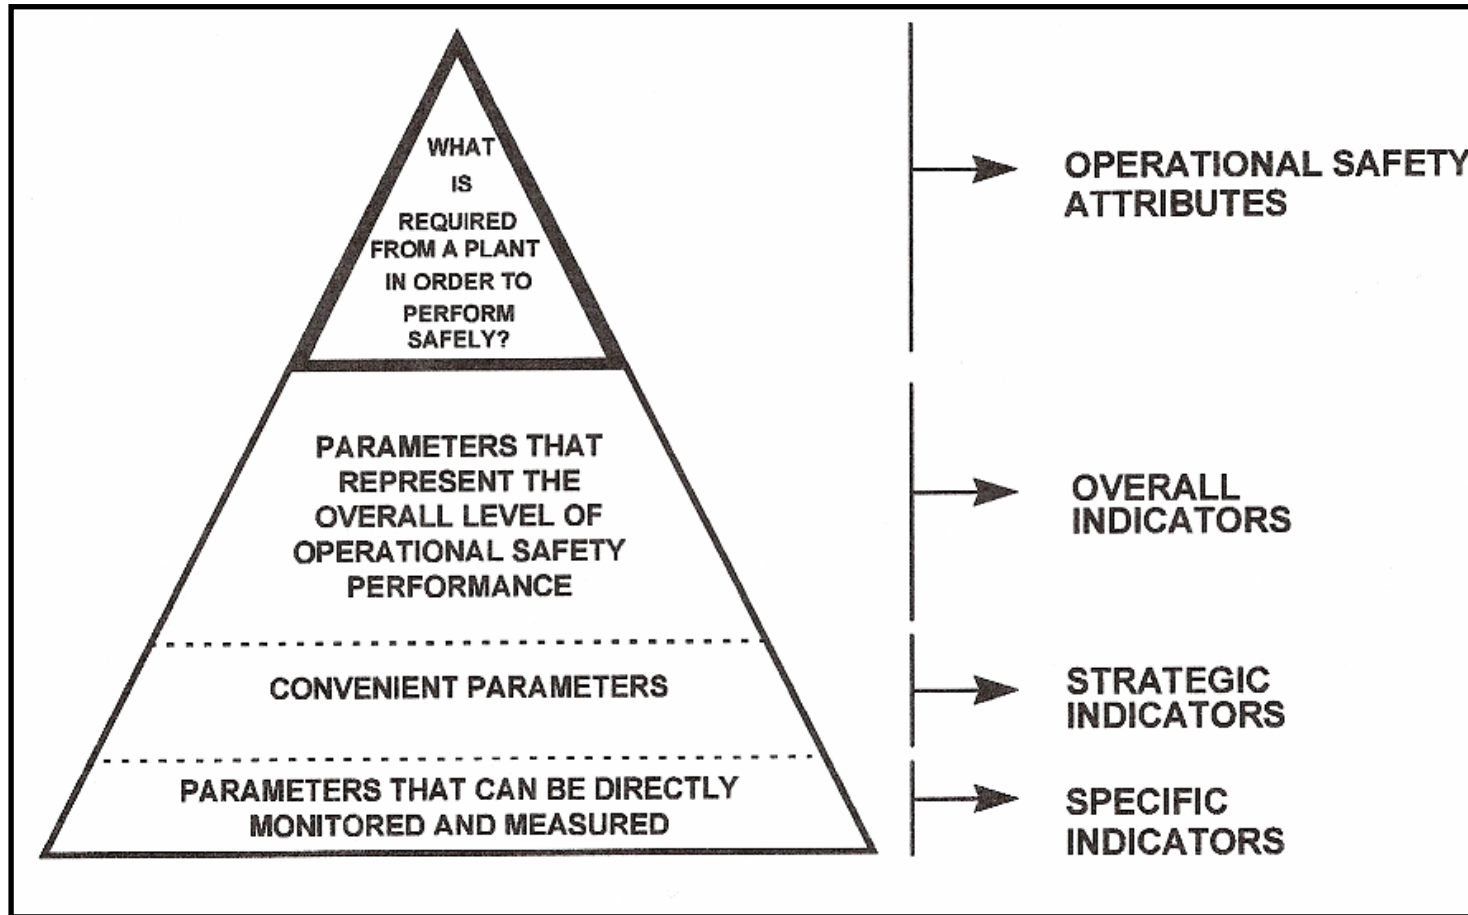 WHAT
IS
REQUIRED
FROM A PLANT
IN ORDER TO
PERFORM
SAFELY?
OPERATIONAL SAFETY
ATTRIBUTES
PARAMETERS THAT
REPRESENT THE
OVERALL LEVEL OF
OPERATIONAL SAFETY
PERFORMANCE
OVERALL
INDICATORS
CONVENIENT PARAMETERS
STRATEGIC
INDICATORS
PARAMETERS THAT CAN BE DIRECTLY
MONITORED AND MEASURED
SPECIFIC
INDICATORS